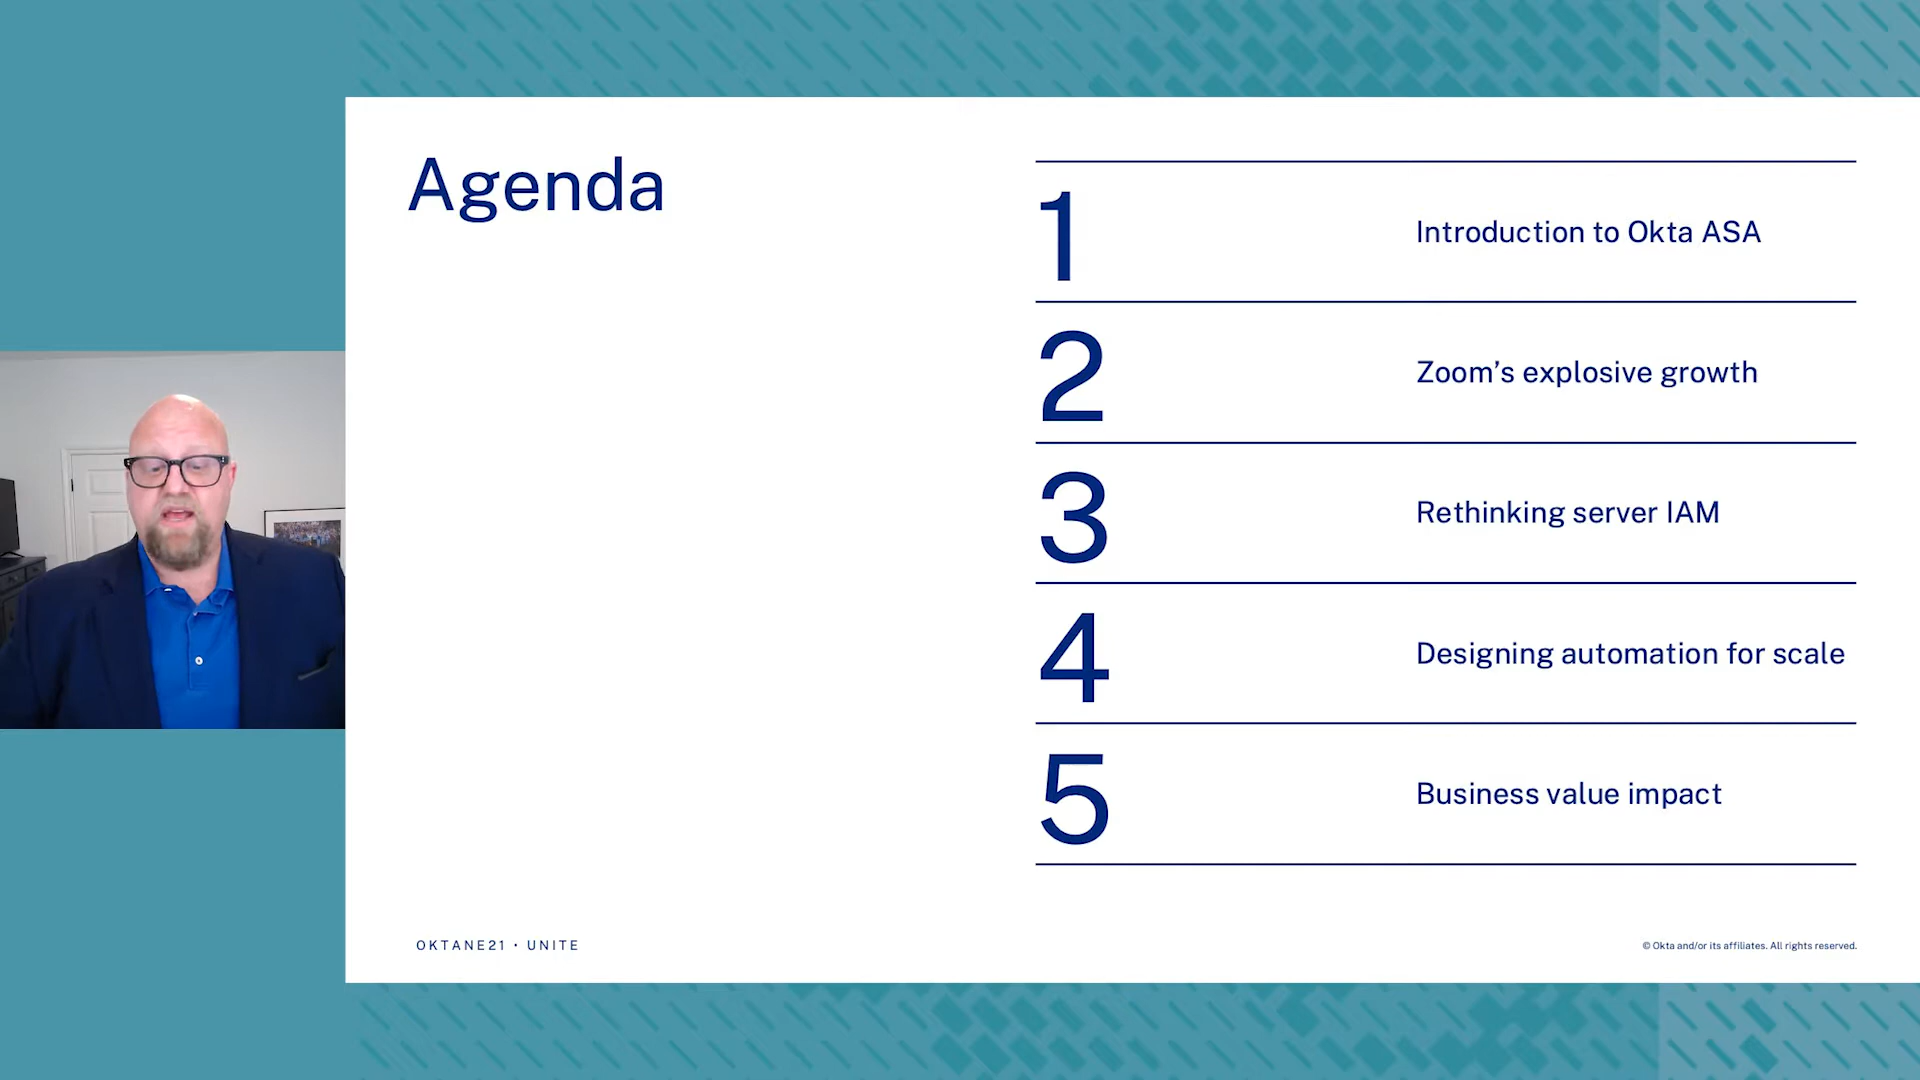 Agenda
1
Introduction to Okta ASA
2
Zoom’s explosive growth
3
Rethinking server IAM
4
Designing automation for scale
5
Business value impact
OKTANE21 • UNITE
© Okta and/or its affiliates. All rights reserved.